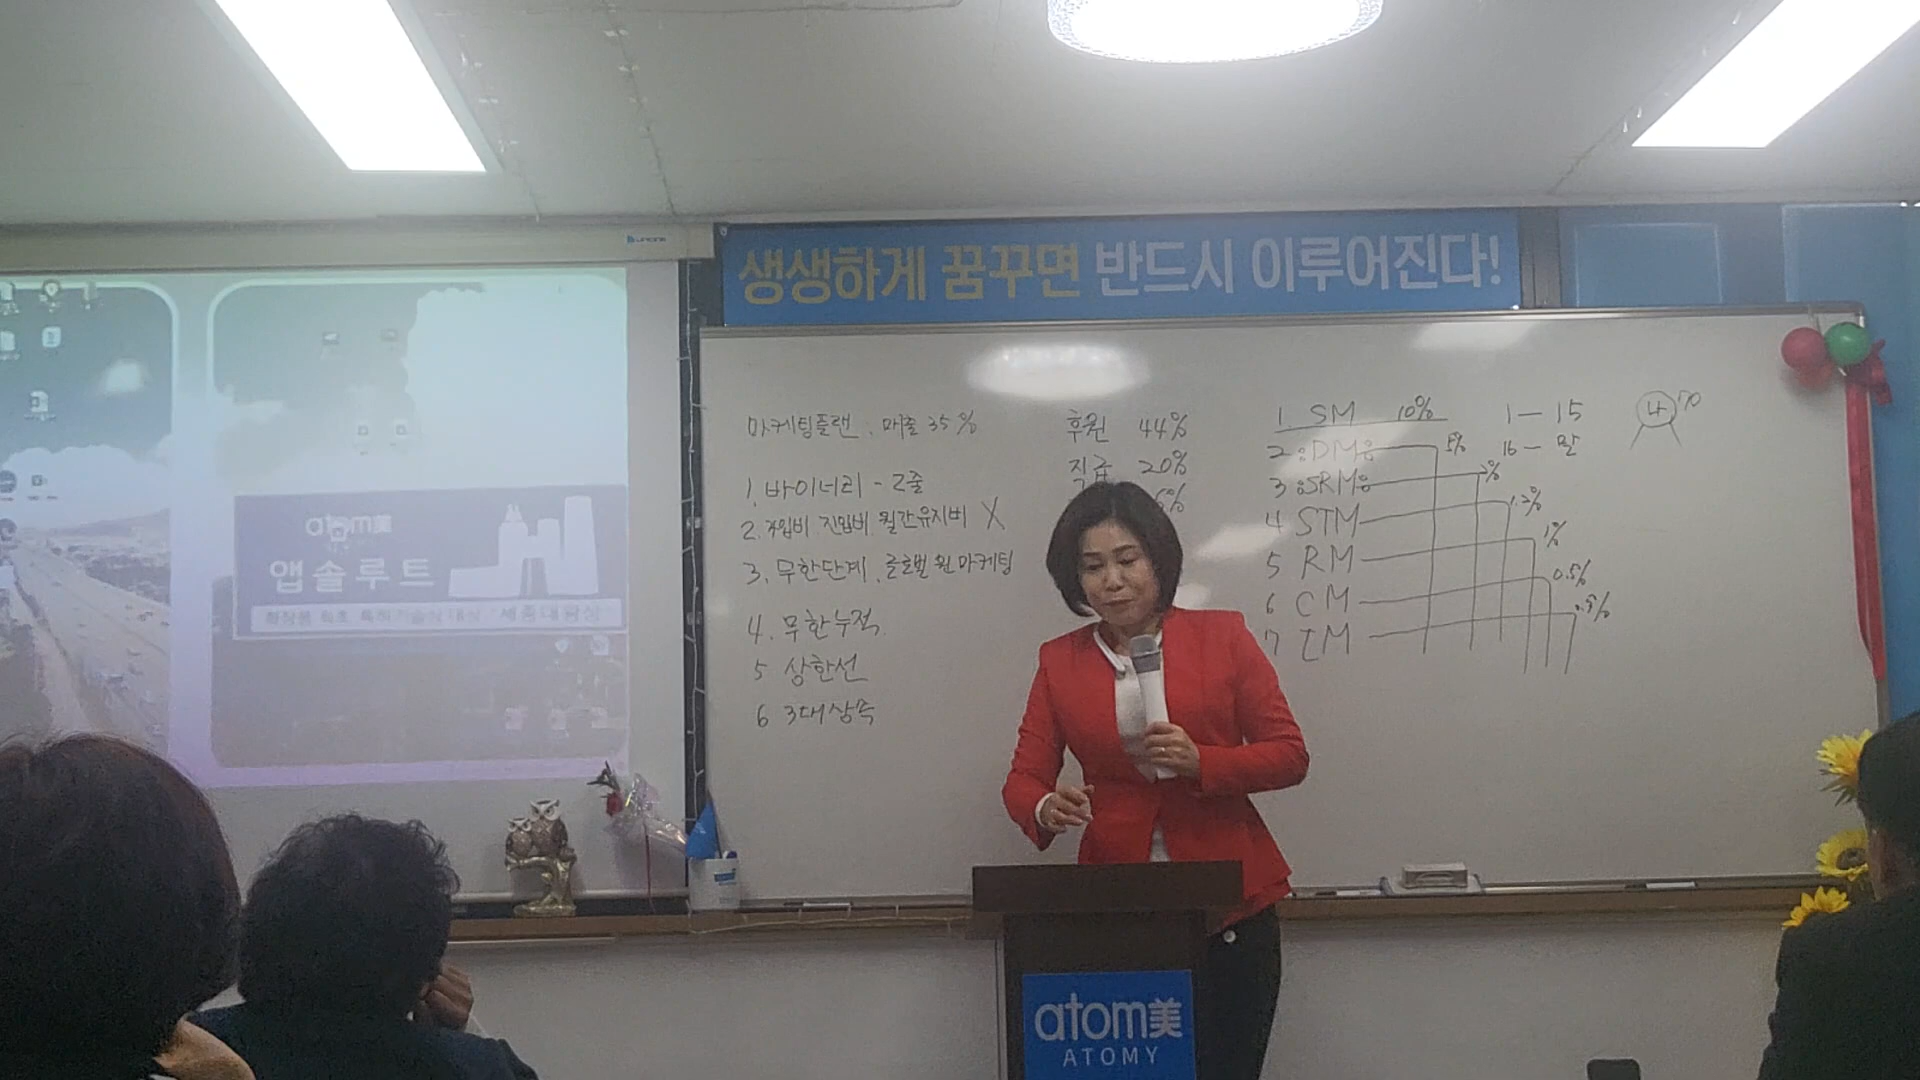 생생하게 꿈꾸면 반드시 이루어진다!
atom美
앱솔루트
마케팅플랜. 매출 35%
1. 바이너리 - 2줄
2. 가입비 진입비 월간유지비 X
3. 무한단계. 글로벌 원마케팅
4. 무한누적.
5 상한선
6 3대상속
후원 44%
직급 20%
6%
1. SM 10%
2 DM 5%
3 SRM
4 STM
5 RM 1%
6 CM 0.5%
7 IM
1 — 15
16 — 말
4 70
atom美
ATOMY